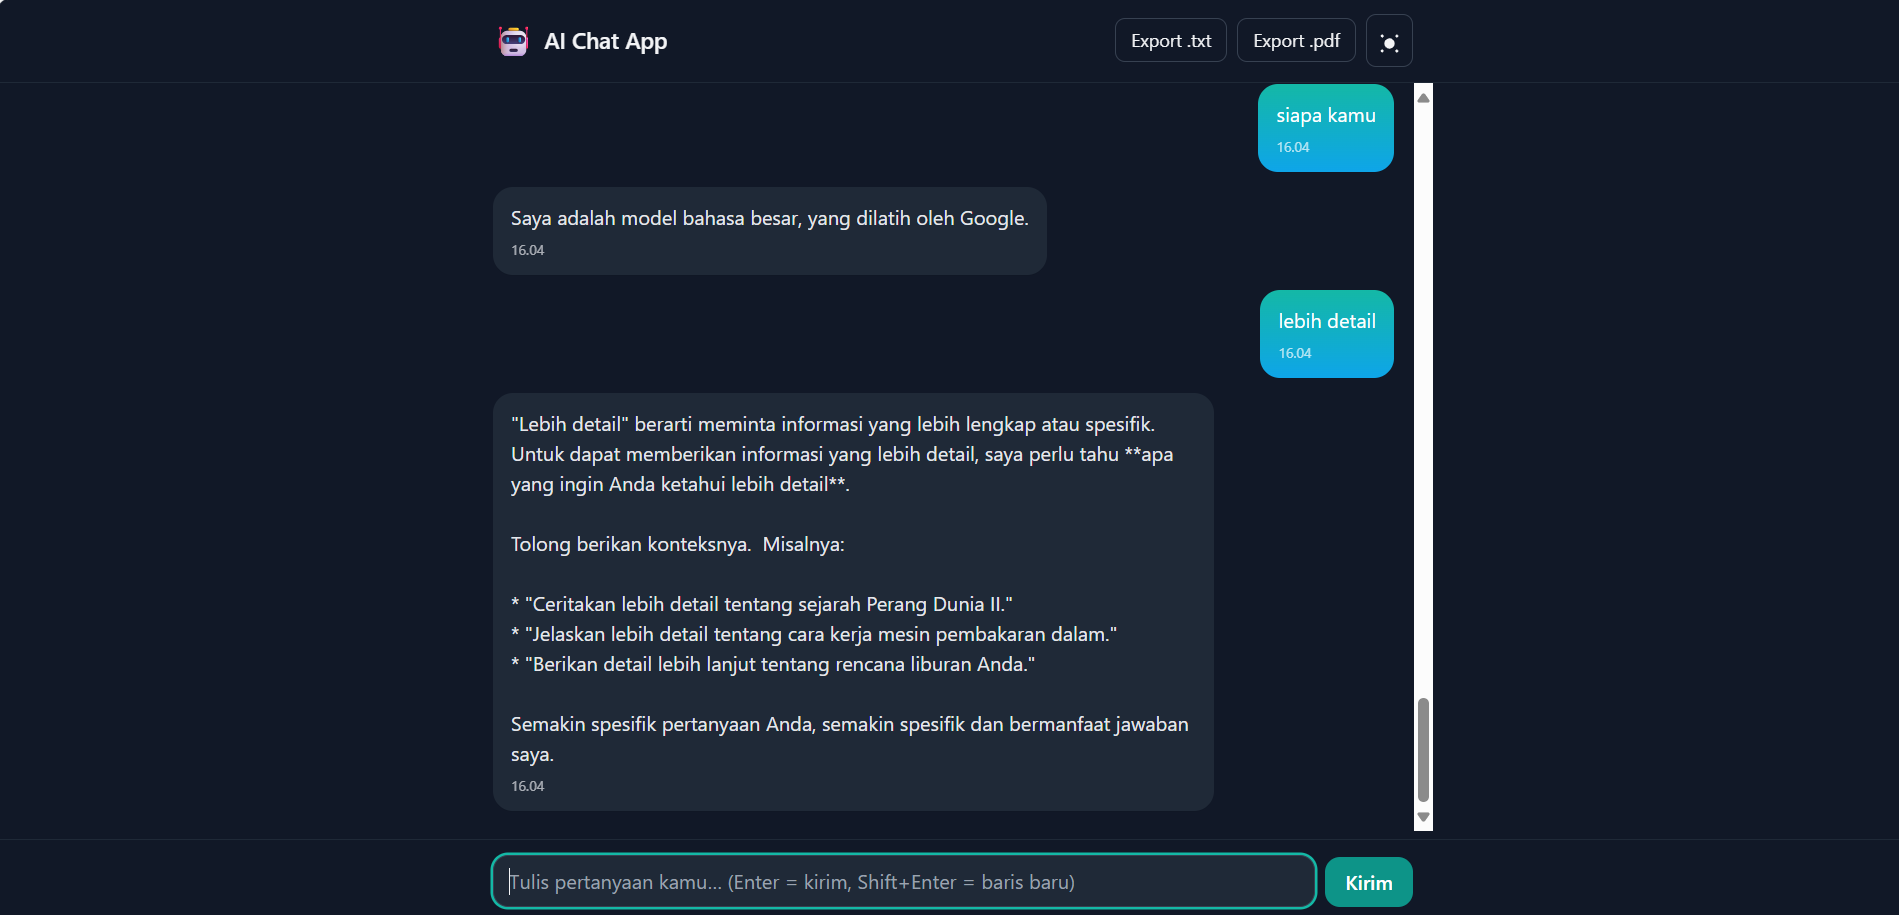 AI Chat App
Export .txt
Export .pdf
siapa kamu
16.04
Saya adalah model bahasa besar, yang dilatih oleh Google.
16.04
lebih detail
16.04
"Lebih detail" berarti meminta informasi yang lebih lengkap atau spesifik.
Untuk dapat memberikan informasi yang lebih detail, saya perlu tahu **apa
yang ingin Anda ketahui lebih detail**.
Tolong berikan konteksnya.  Misalnya:
* "Ceritakan lebih detail tentang sejarah Perang Dunia II."
* "Jelaskan lebih detail tentang cara kerja mesin pembakaran dalam."
* "Berikan detail lebih lanjut tentang rencana liburan Anda."
Semakin spesifik pertanyaan Anda, semakin spesifik dan bermanfaat jawaban
saya.
16.04
Tulis pertanyaan kamu... (Enter = kirim, Shift+Enter = baris baru)
Kirim